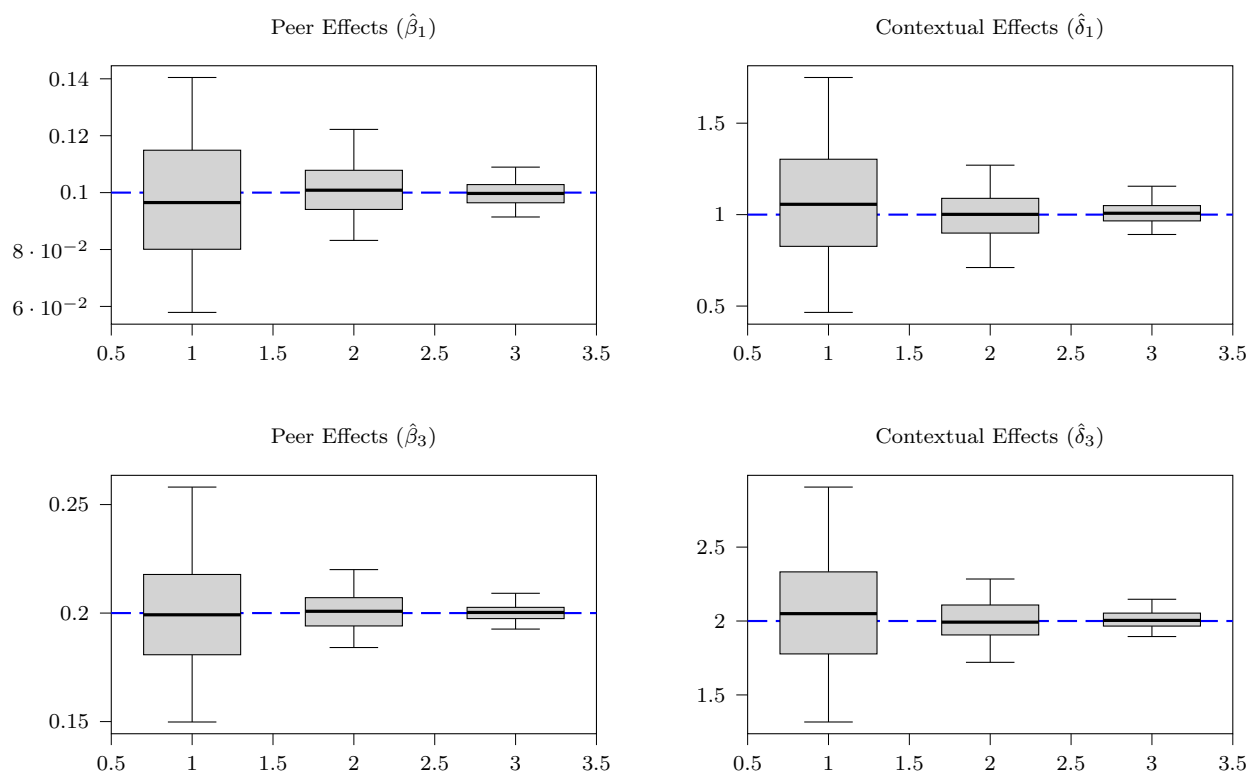 Peer Effects (β̂₁)
0.14
0.12
0.1
8 · 10⁻²
6 · 10⁻²
0.5 1 1.5 2 2.5 3 3.5
Contextual Effects (δ̂₁)
1.5
1
0.5
0.5 1 1.5 2 2.5 3 3.5
Peer Effects (β̂₃)
0.25
0.2
0.15
0.5 1 1.5 2 2.5 3 3.5
Contextual Effects (δ̂₃)
2.5
2
1.5
0.5 1 1.5 2 2.5 3 3.5